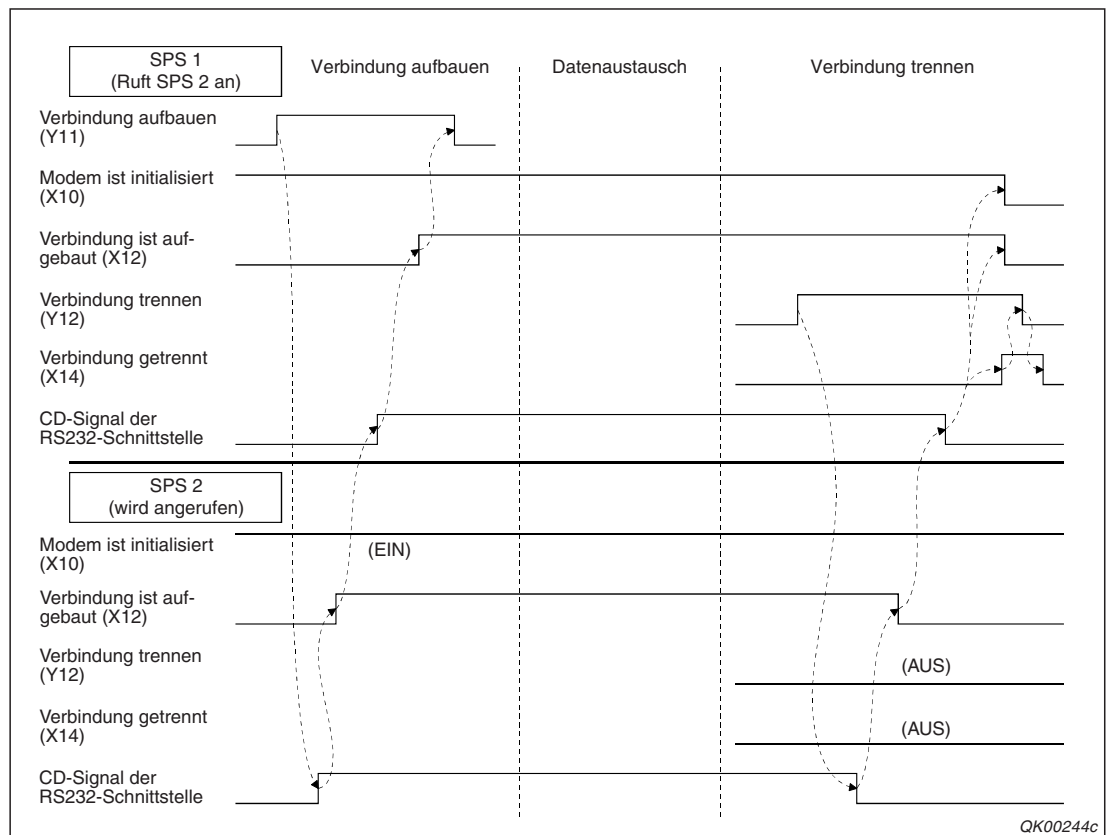 SPS 1
(Ruft SPS 2 an)
Verbindung aufbauen
Datenaustausch
Verbindung trennen
Verbindung aufbauen
(Y11)
Modem ist initialisiert
(X10)
Verbindung ist auf-
gebaut (X12)
Verbindung trennen
(Y12)
Verbindung getrennt
(X14)
CD-Signal der
RS232-Schnittstelle
SPS 2
(wird angerufen)
Modem ist initialisiert
(X10)
(EIN)
Verbindung ist auf-
gebaut (X12)
Verbindung trennen
(Y12)
(AUS)
Verbindung getrennt
(X14)
(AUS)
CD-Signal der
RS232-Schnittstelle
QK00244c